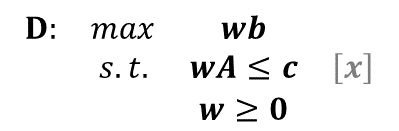 D: max wb
s.t. wA ≤ c [x]
w ≥ 0